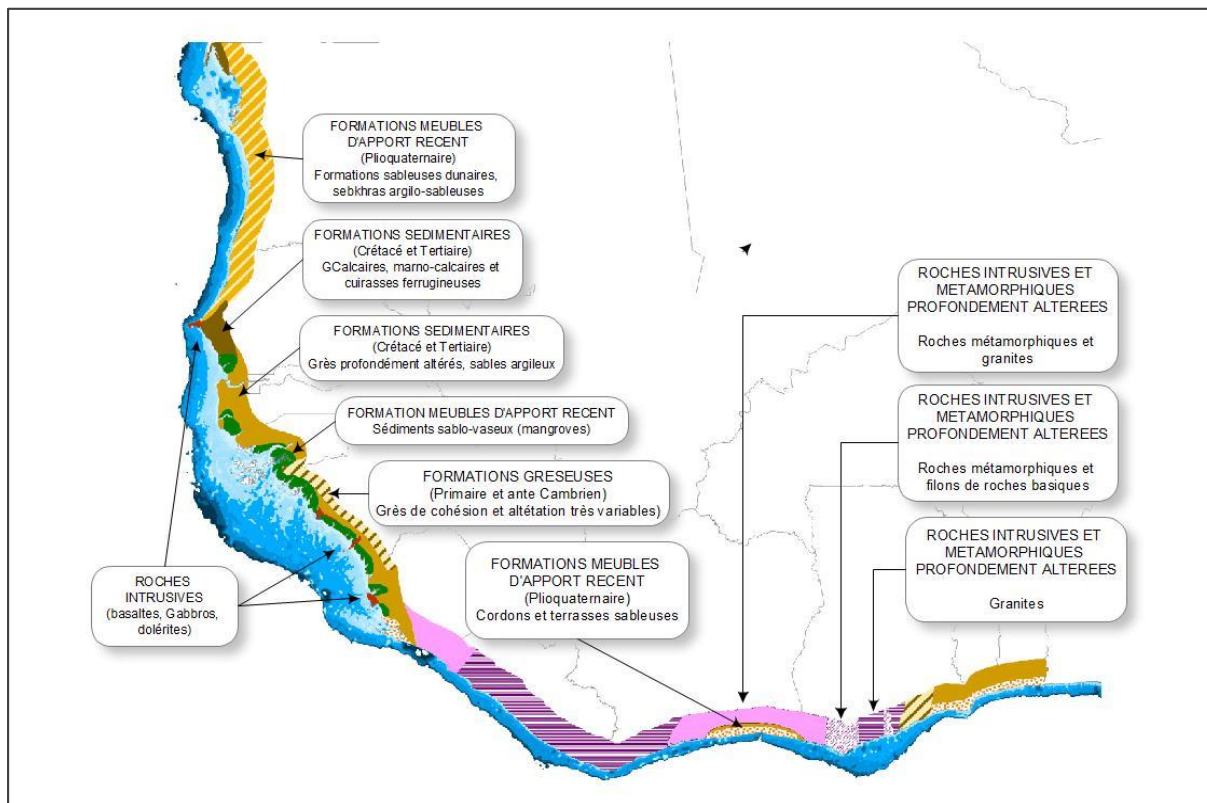 FORMATIONS MEUBLES
D'APPORT RECENT
(Plioquaternaire)
Formations sableuses dunaires,
sebkhras argilo-sableuses
FORMATIONS SEDIMENTAIRES
(Crétacé et Tertiaire)
GCalcaires, marno-calcaires et
cuirasses ferrugineuses
FORMATIONS SEDIMENTAIRES
(Crétacé et Tertiaire)
Grès profondément altérés, sables argileux
FORMATION MEUBLES D'APPORT RECENT
Sédiments sablo-vaseux (mangroves)
FORMATIONS GRESEUSES
(Primaire et ante Cambrien)
Grès de cohésion et altétation très variables)
FORMATIONS MEUBLES
D'APPORT RECENT
(Plioquaternaire)
Cordons et terrasses sableuses
ROCHES
INTRUSIVES
(basaltes, Gabbros,
dolérites)
ROCHES INTRUSIVES ET
METAMORPHIQUES
PROFONDEMENT ALTEREÉS
Roches métamorphiques et
granites
ROCHES INTRUSIVES ET
METAMORPHIQUES
PROFONDEMENT ALTEREES
Roches métamorphiques et
filons de roches basiques
ROCHES INTRUSIVES ET
METAMORPHIQUES
PROFONDEMENT ALTEREES
Granites